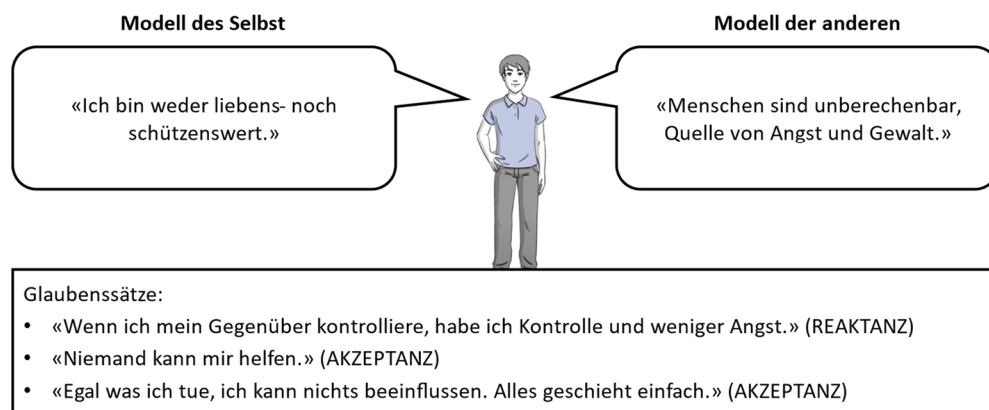 Modell des Selbst
«Ich bin weder liebens- noch
schützenswert.»
Modell der anderen
«Menschen sind unberechenbar,
Quelle von Angst und Gewalt.»
Glaubenssätze:
• «Wenn ich mein Gegenüber kontrolliere, habe ich Kontrolle und weniger Angst.» (REAKTANZ)
• «Niemand kann mir helfen.» (AKZEPTANZ)
• «Egal was ich tue, ich kann nichts beeinflussen. Alles geschieht einfach.» (AKZEPTANZ)